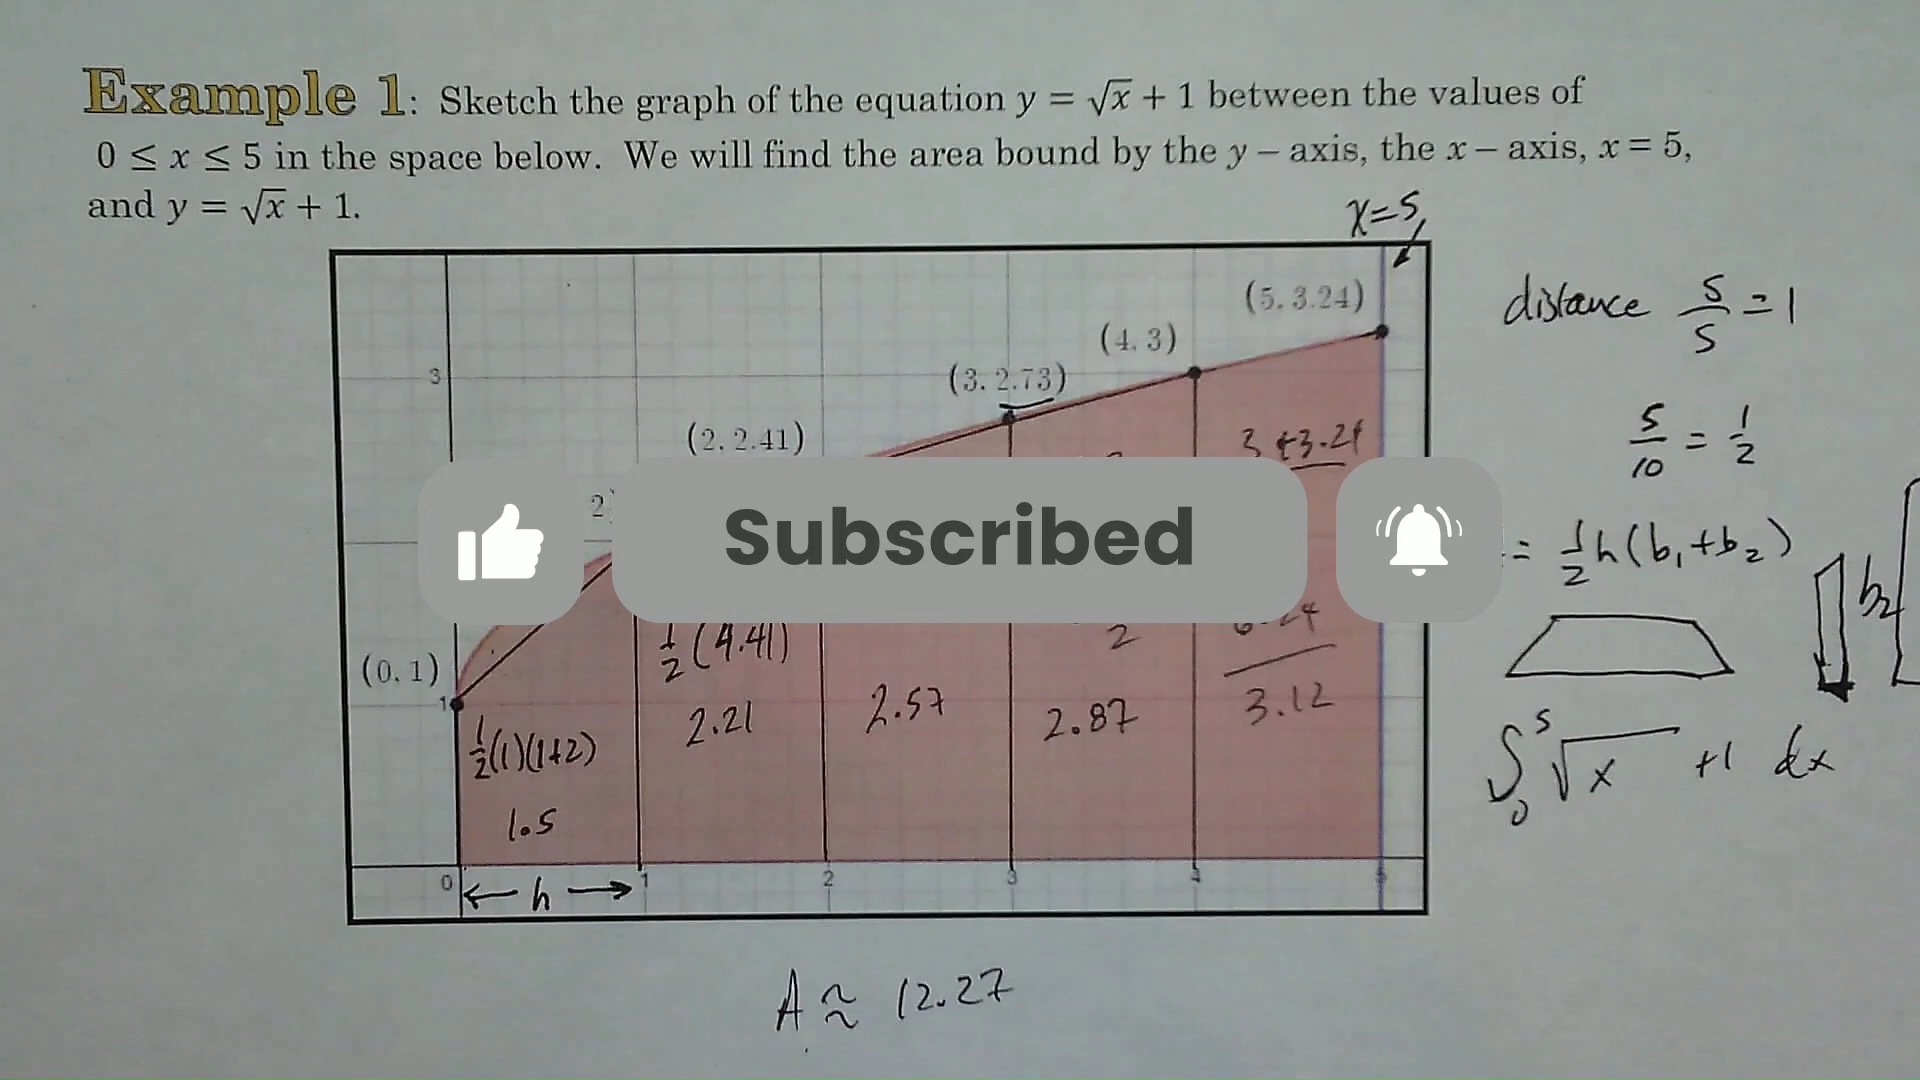 Example 1: Sketch the graph of the equation y = √x + 1 between the values of
0 ≤ x ≤ 5 in the space below. We will find the area bound by the y – axis, the x – axis, x = 5,
and y = √x + 1.
x=5
(5, 3.24)
(4, 3)
(3, 2.73)
(2, 2.41)
2)
(0, 1)
3
1
3+3.24
2
6.24
3.12
2.87
2.57
1/2(4.41)
2.21
1/2(1)(1+2)
1.5
0 1 2 3 4 5
h
A ≈ 12.27
distance 5/5 = 1
5/10 = 1/2
= 1/2 h(b₁+b₂)
b₂
∫₀⁵ √x +1 dx
Subscribed